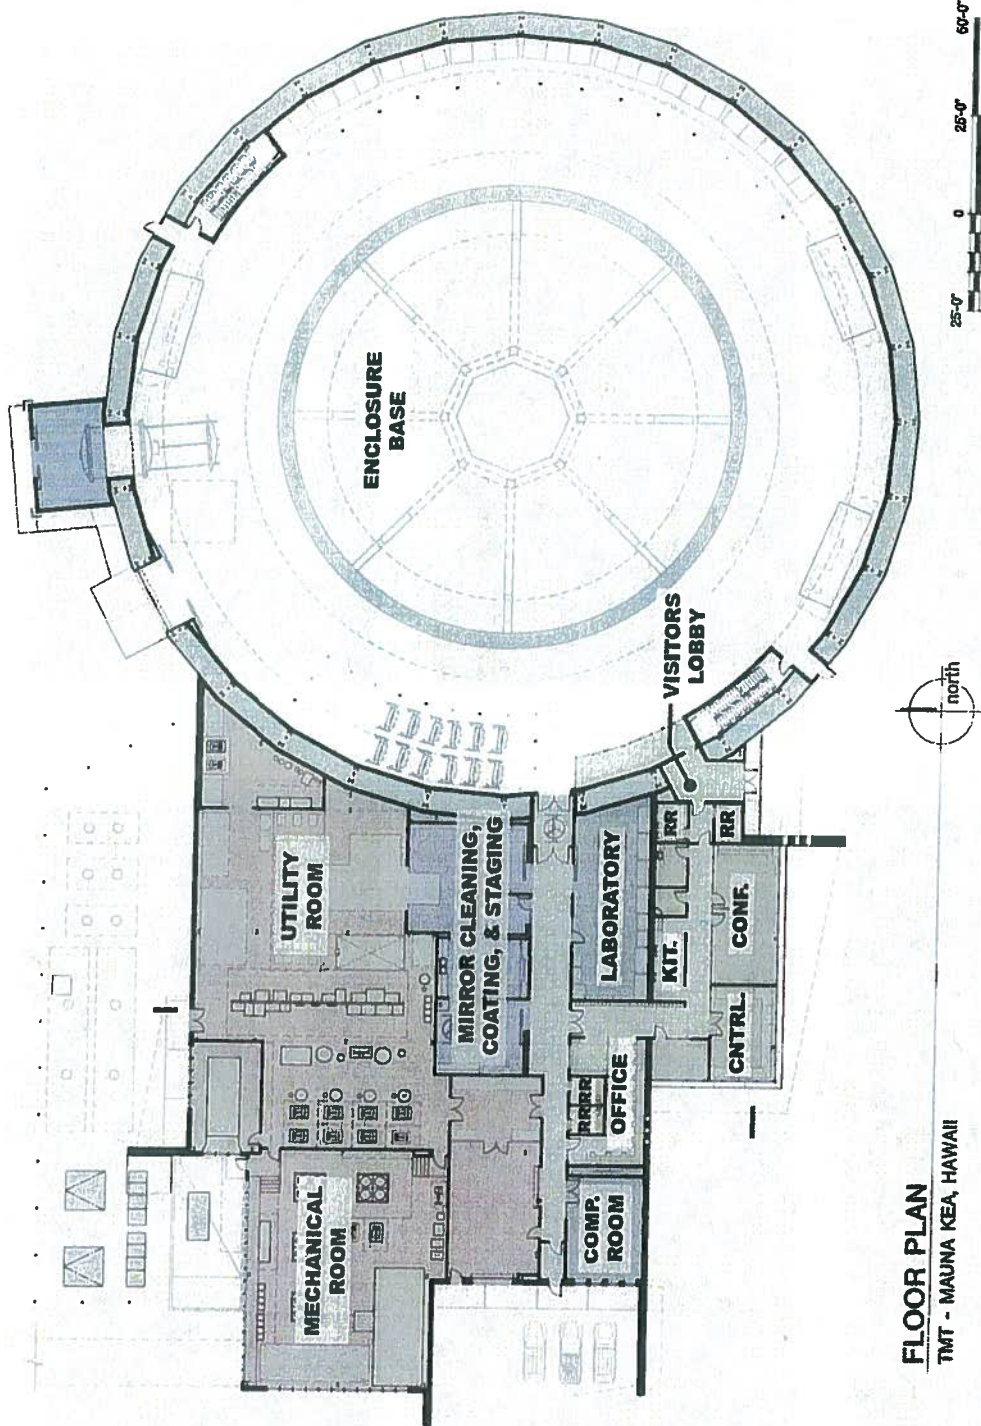 ENCLOSURE
BASE
VISITORS
LOBBY
UTILITY
ROOM
MIRROR CLEANING,
COATING, & STAGING
LABORATORY
RR
RR
KIT.
CONF.
CNTRL.
OFFICE
RR
RR
MECHANICAL
ROOM
COMP.
ROOM
25'-0"
0
25'-0"
50'-0"
north
FLOOR PLAN
TMT - MAUNA KEA, HAWAII